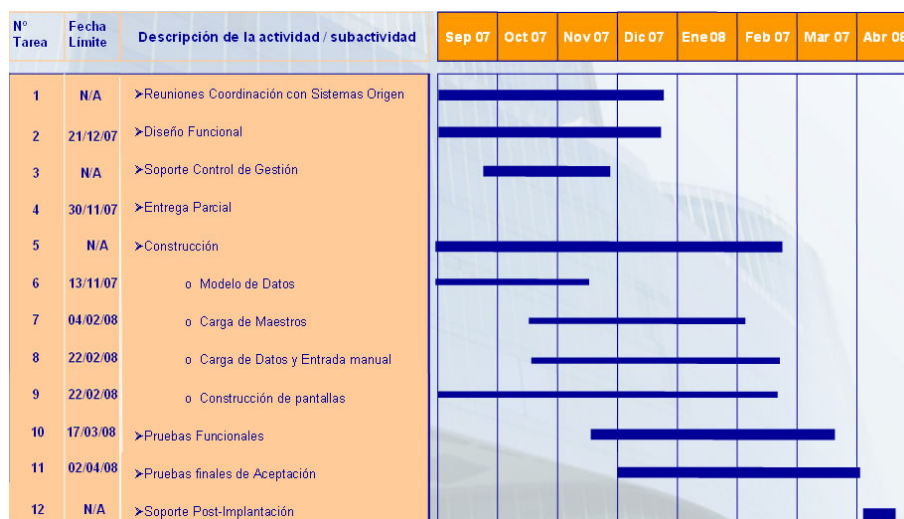 Nº Tarea Fecha Límite Descripción de la actividad / subactividad Sep 07 Oct 07 Nov 07 Dic 07 Ene 08 Feb 07 Mar 07 Abr 08
1 N/A ➢Reuniones Coordinación con Sistemas Origen
2 21/12/07 ➢Diseño Funcional
3 N/A ➢Soporte Control de Gestión
4 30/11/07 ➢Entrega Parcial
5 N/A ➢Construcción
6 13/11/07 o Modelo de Datos
7 04/02/08 o Carga de Maestros
8 22/02/08 o Carga de Datos y Entrada manual
9 22/02/08 o Construcción de pantallas
10 17/03/08 ➢Pruebas Funcionales
11 02/04/08 ➢Pruebas finales de Aceptación
12 N/A ➢Soporte Post-Implantación